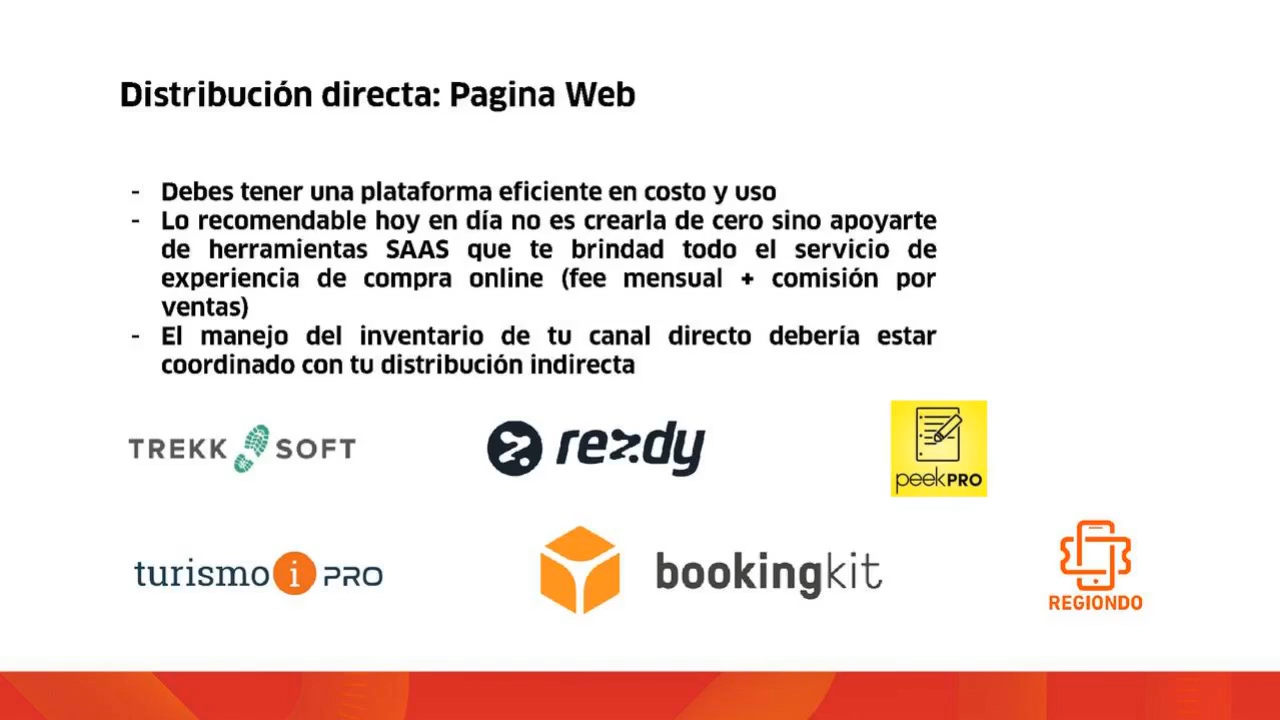 Distribución directa: Pagina Web
- Debes tener una plataforma eficiente en costo y uso
- Lo recomendable hoy en día no es crearla de cero sino apoyarte
de herramientas SAAS que te brindad todo el servicio de
experiencia de compra online (fee mensual + comisión por
ventas)
- El manejo del inventario de tu canal directo debería estar
coordinado con tu distribución indirecta
TREKK SOFT
rezdy
peek PRO
turismo i PRO
bookingkit
REGIONDO